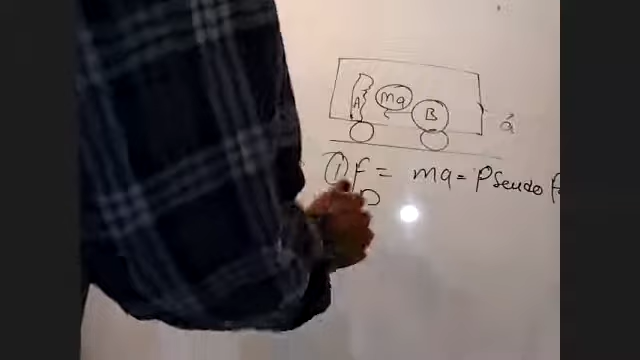 A
ma
B
a
① F = ma = Pseudo